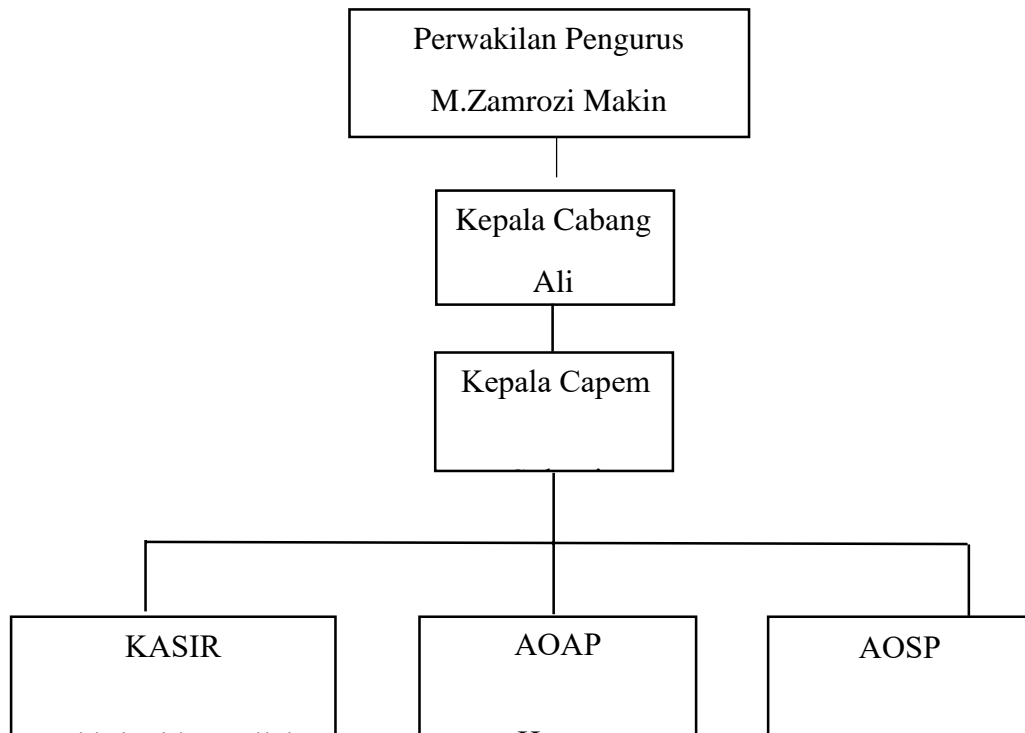 Perwakilan Pengurus
M.Zamrozi Makin
Kepala Cabang
Ali
Kepala Capem
KASIR
AOAP
AOSP